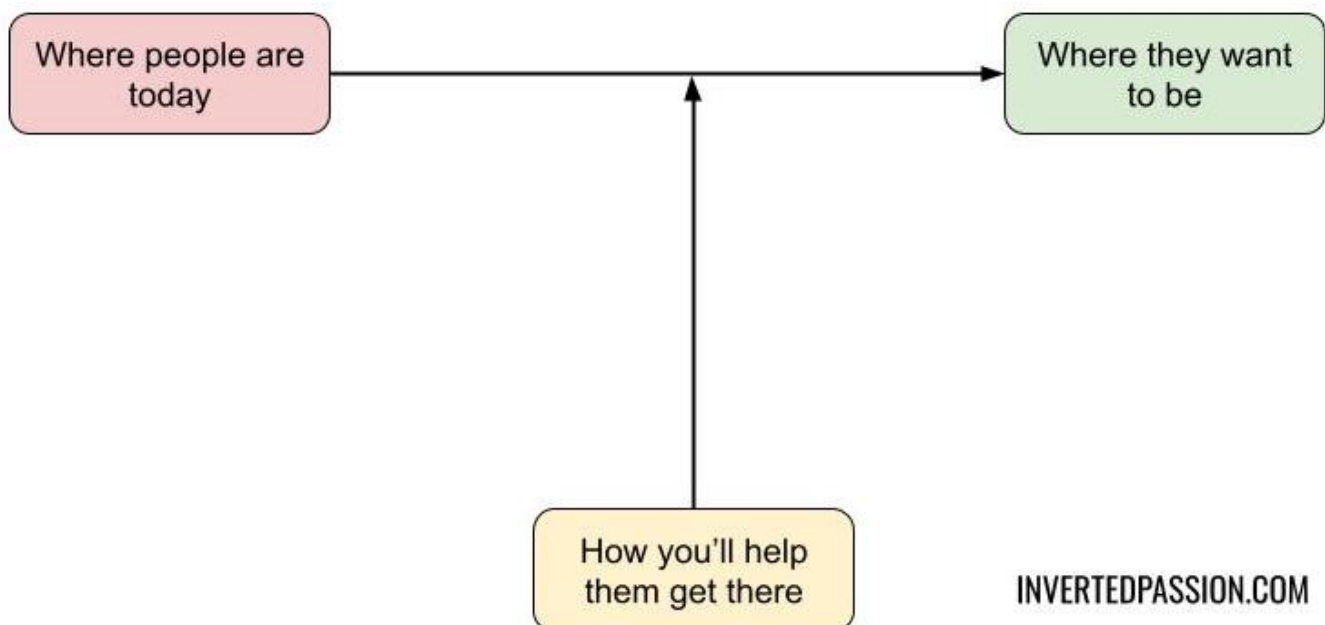 Where people are
today
Where they want
to be
How you'll help
them get there
INVERTEDPASSION.COM